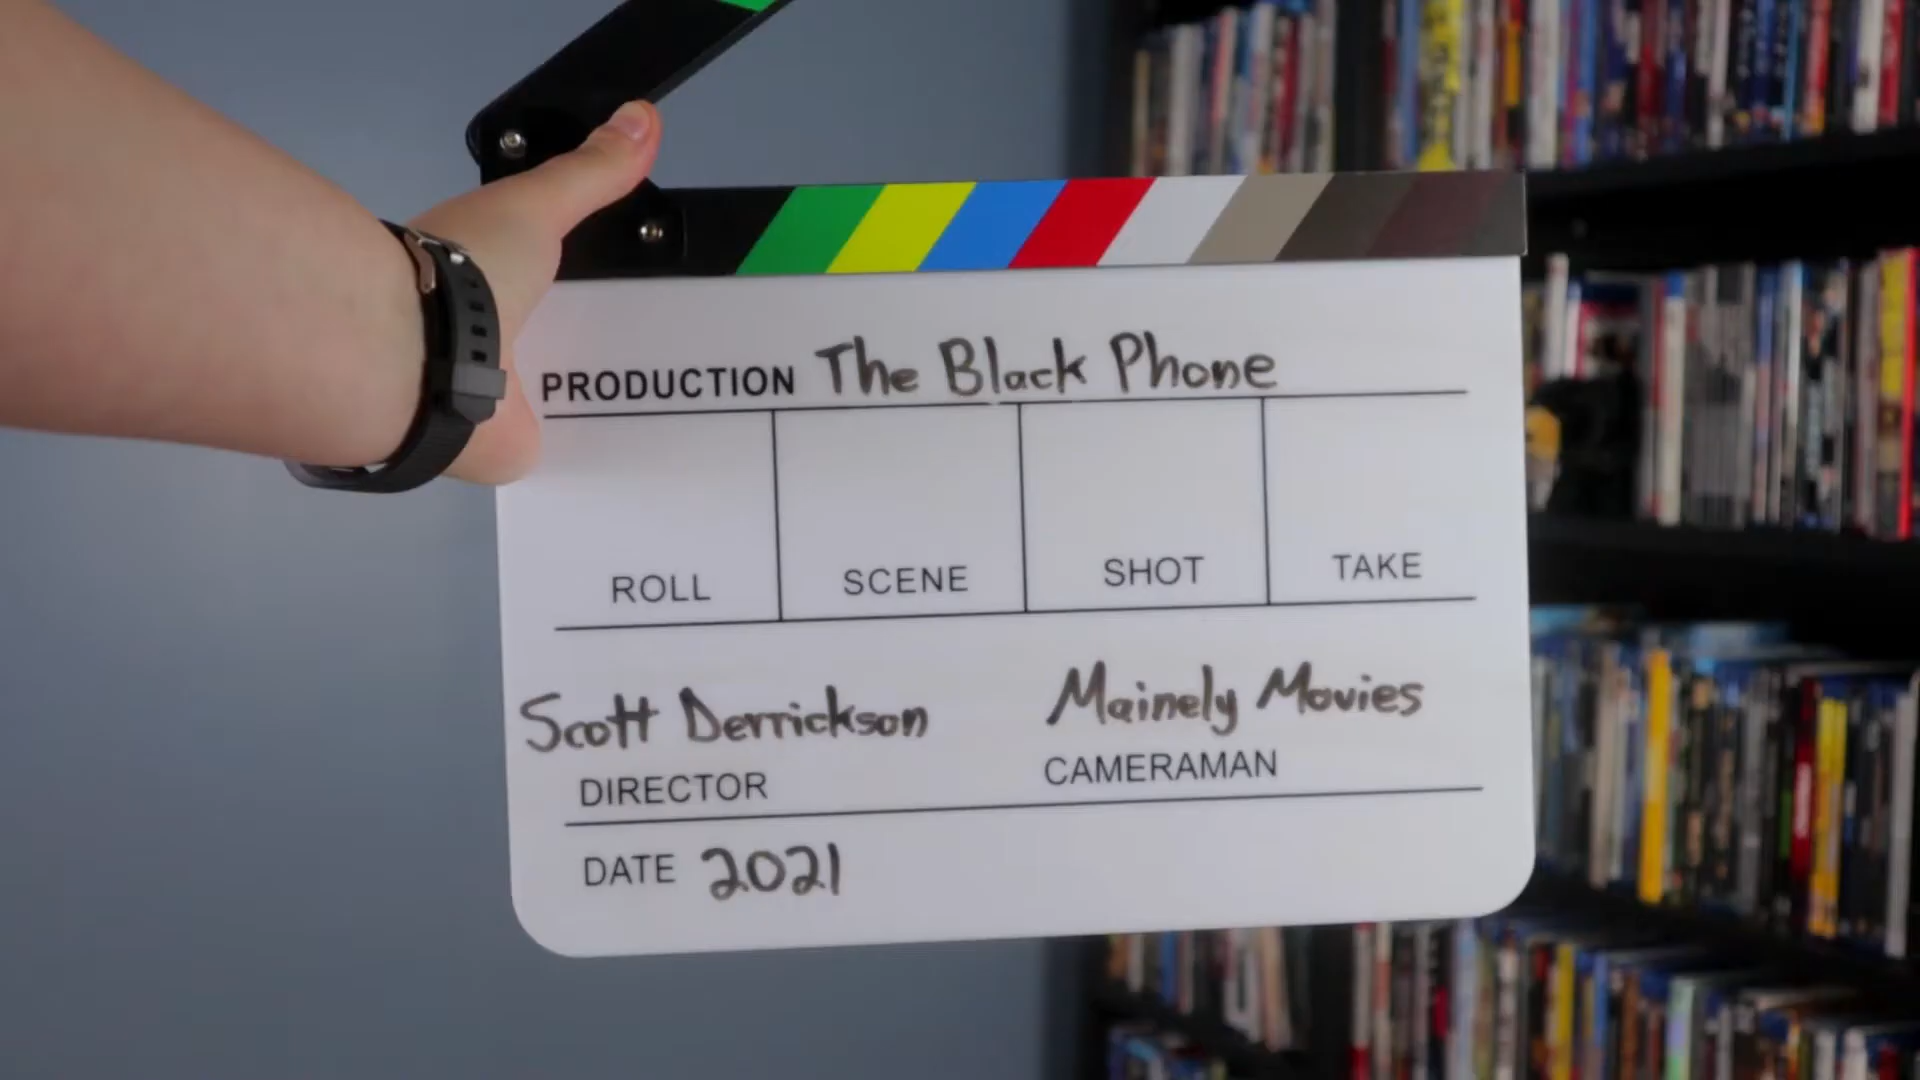 PRODUCTION The Black Phone
ROLL SCENE SHOT TAKE
Scott Derrickson Mainely Movies
DIRECTOR CAMERAMAN
DATE 2021